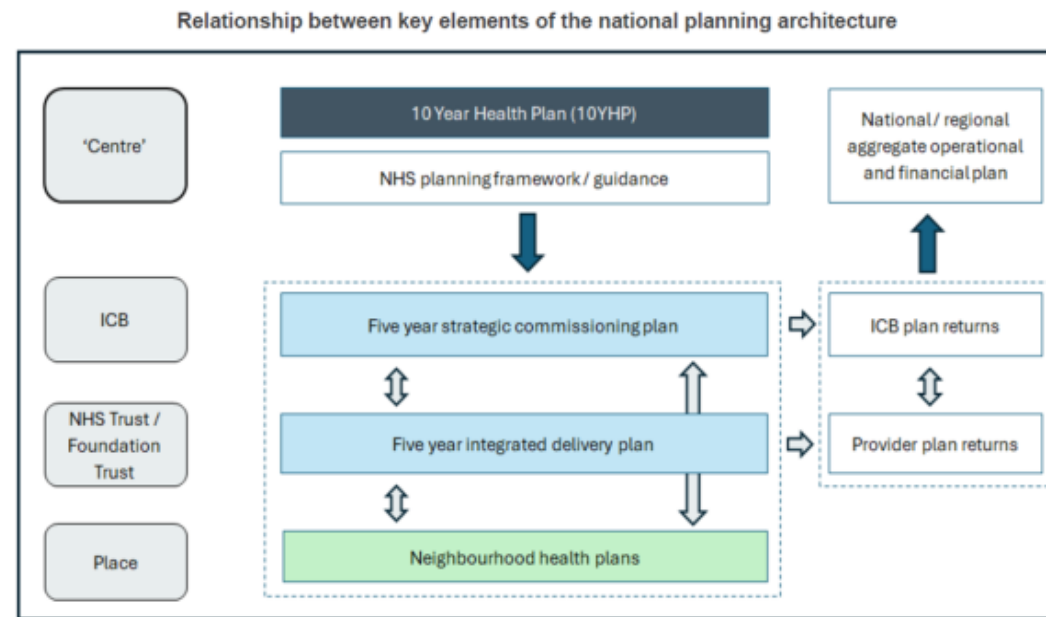 Relationship between key elements of the national planning architecture
'Centre'
10 Year Health Plan (10YHP)
NHS planning framework / guidance
National / regional
aggregate operational
and financial plan
ICB
Five year strategic commissioning plan
ICB plan returns
NHS Trust /
Foundation
Trust
Five year integrated delivery plan
Provider plan returns
Place
Neighbourhood health plans